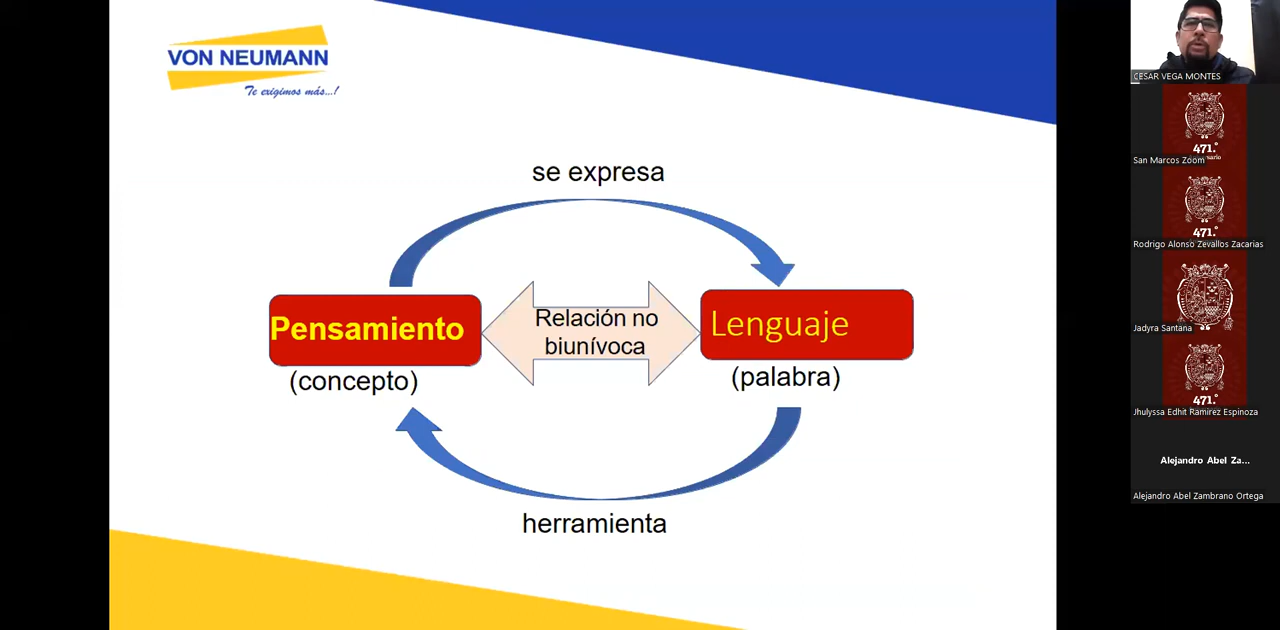 VON NEUMANN
Te exigimos más...!
se expresa
Pensamiento
(concepto)
Relación no
biunívoca
Lenguaje
(palabra)
herramienta
CESAR VEGA MONTES
471.°
San Marcos Zoom
471.°
Rodrigo Alonso Zevallos Zacarias
Jadyra Santana
471.°
Jhulyssa Edhit Ramirez Espinoza
Alejandro Abel Za...
Alejandro Abel Zambrano Ortega